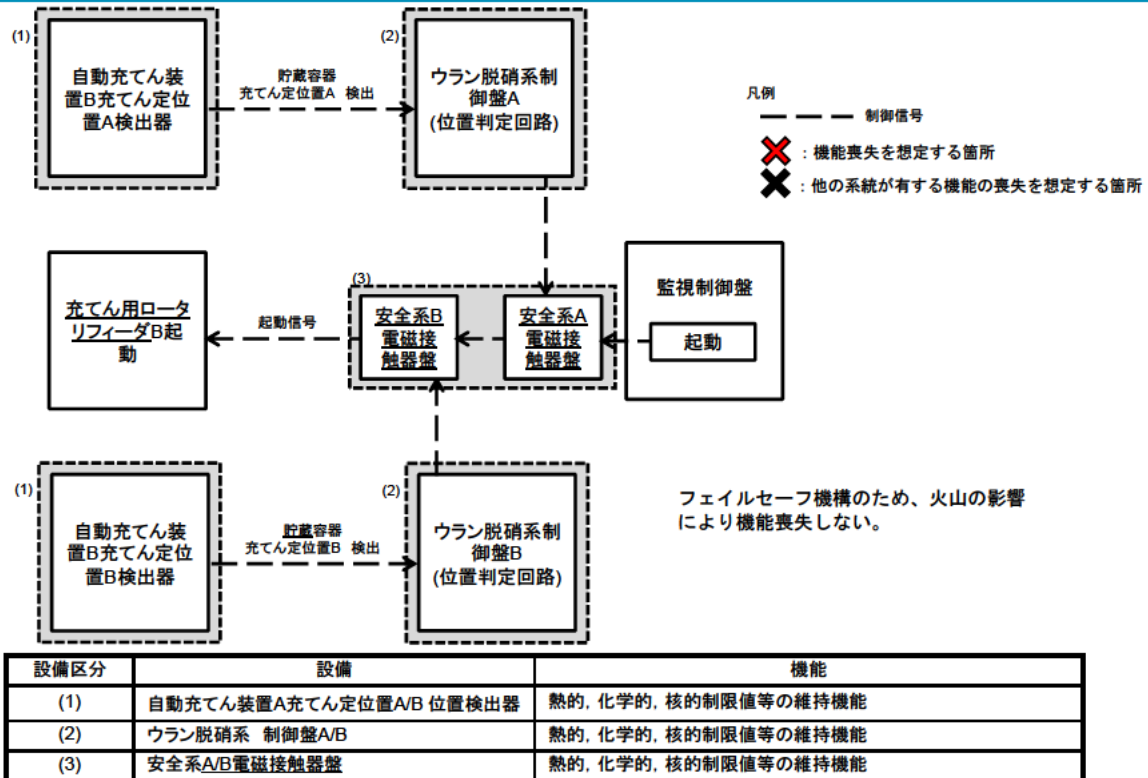 (1)
自動充てん装
置B充てん定位
置A検出器
貯蔵容器
充てん定位置A 検出
(2)
ウラン脱硝系制
御盤A
(位置判定回路)
凡例
制御信号
：機能喪失を想定する箇所
：他の系統が有する機能の喪失を想定する箇所
充てん用ロータ
リフィーダB起
動
起動信号
(3)
安全系B
電磁接
触器盤
安全系A
電磁接
触器盤
監視制御盤
起動
(1)
自動充てん装
置B充てん定位
置B検出器
貯蔵容器
充てん定位置B 検出
(2)
ウラン脱硝系制
御盤B
(位置判定回路)
フェイルセーフ機構のため、火山の影響
により機能喪失しない。
設備区分 設備 機能
(1) 自動充てん装置A充てん定位置A/B 位置検出器 熱的, 化学的, 核的制限値等の維持機能
(2) ウラン脱硝系 制御盤A/B 熱的, 化学的, 核的制限値等の維持機能
(3) 安全系A/B電磁接触器盤 熱的, 化学的, 核的制限値等の維持機能